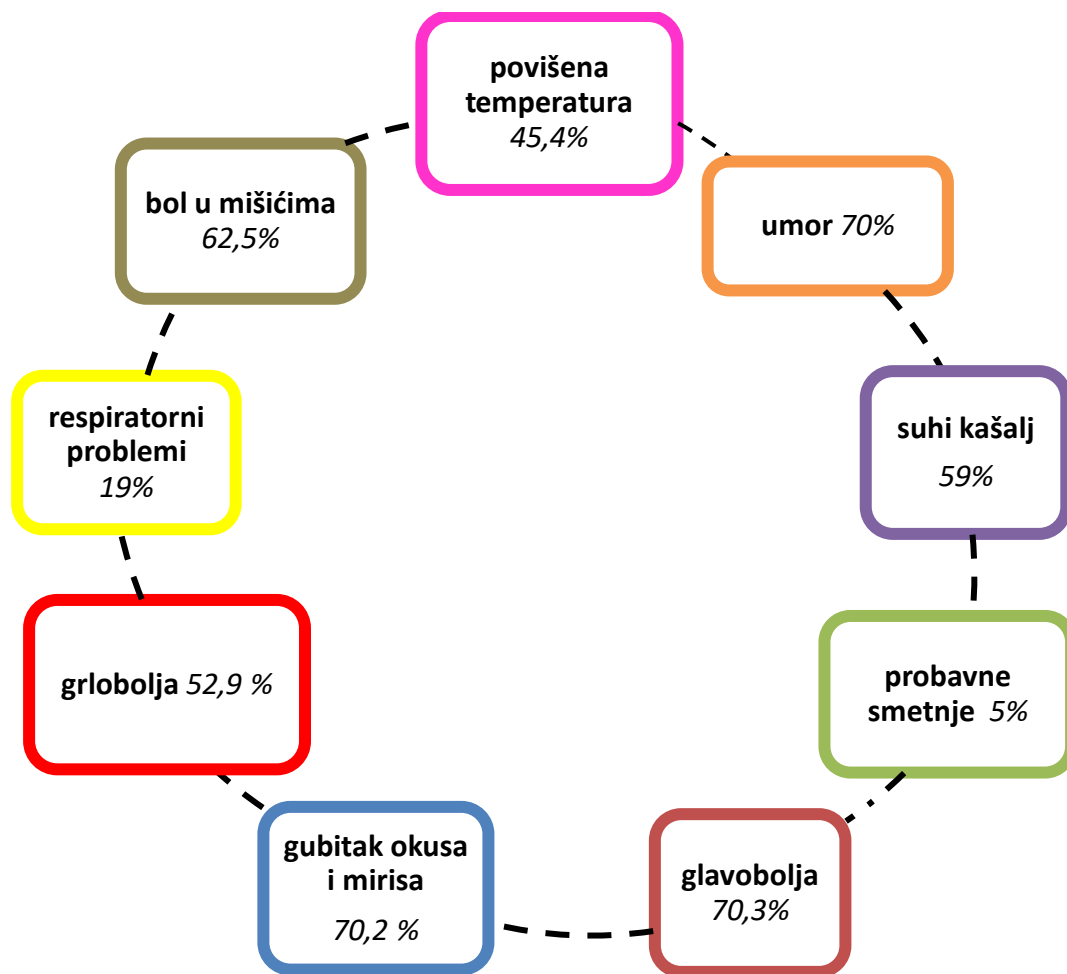 povišena
temperatura
45,4%
umor 70%
suhi kašalj
59%
probavne
smetnje 5%
glavobolja
70,3%
gubitak okusa
i mirisa
70,2 %
grlobolja 52,9 %
respiratorni
problemi
19%
bol u mišićima
62,5%